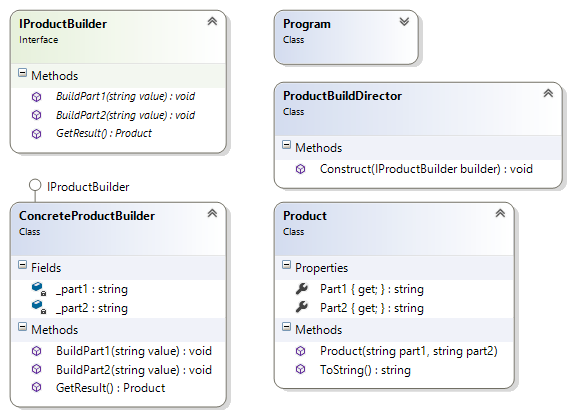 IProductBuilder
Interface
Methods
BuildPart1(string value) : void
BuildPart2(string value) : void
GetResult() : Product
Program
Class
ProductBuildDirector
Class
Methods
Construct(IProductBuilder builder) : void
IProductBuilder
ConcreteProductBuilder
Class
Fields
_part1 : string
_part2 : string
Methods
BuildPart1(string value) : void
BuildPart2(string value) : void
GetResult() : Product
Product
Class
Properties
Part1 { get; } : string
Part2 { get; } : string
Methods
Product(string part1, string part2)
ToString() : string